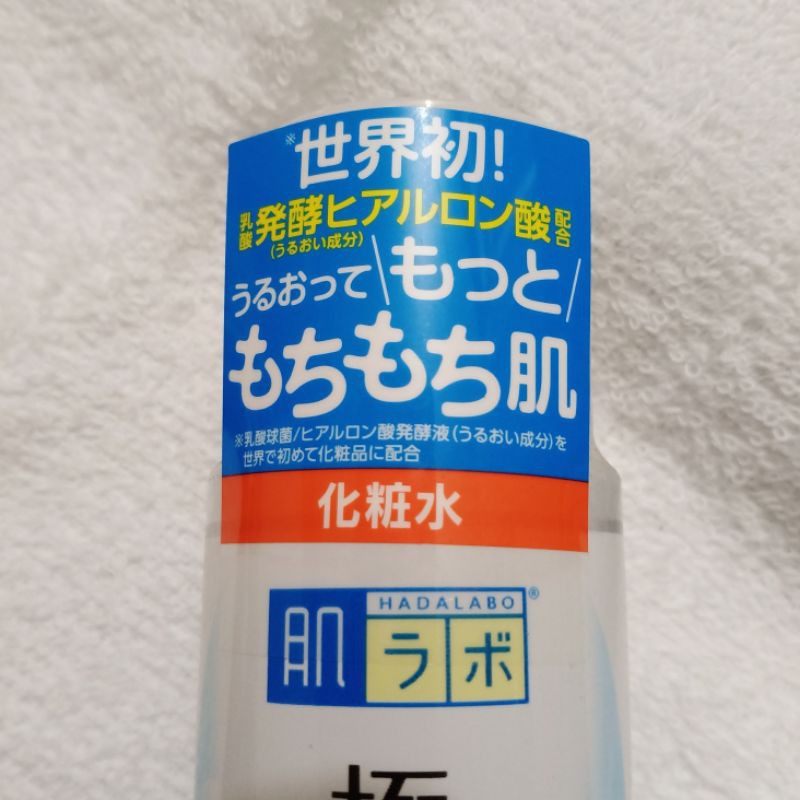 ※世界初!
乳酸発酵ヒアルロン酸配合
(うるおい成分)
うるおって\もっと/
もちもち肌
※乳酸球菌/ヒアルロン酸発酵液(うるおい成分)を
世界で初めて化粧品に配合
化粧水
HADALABO®
肌ラボ
極